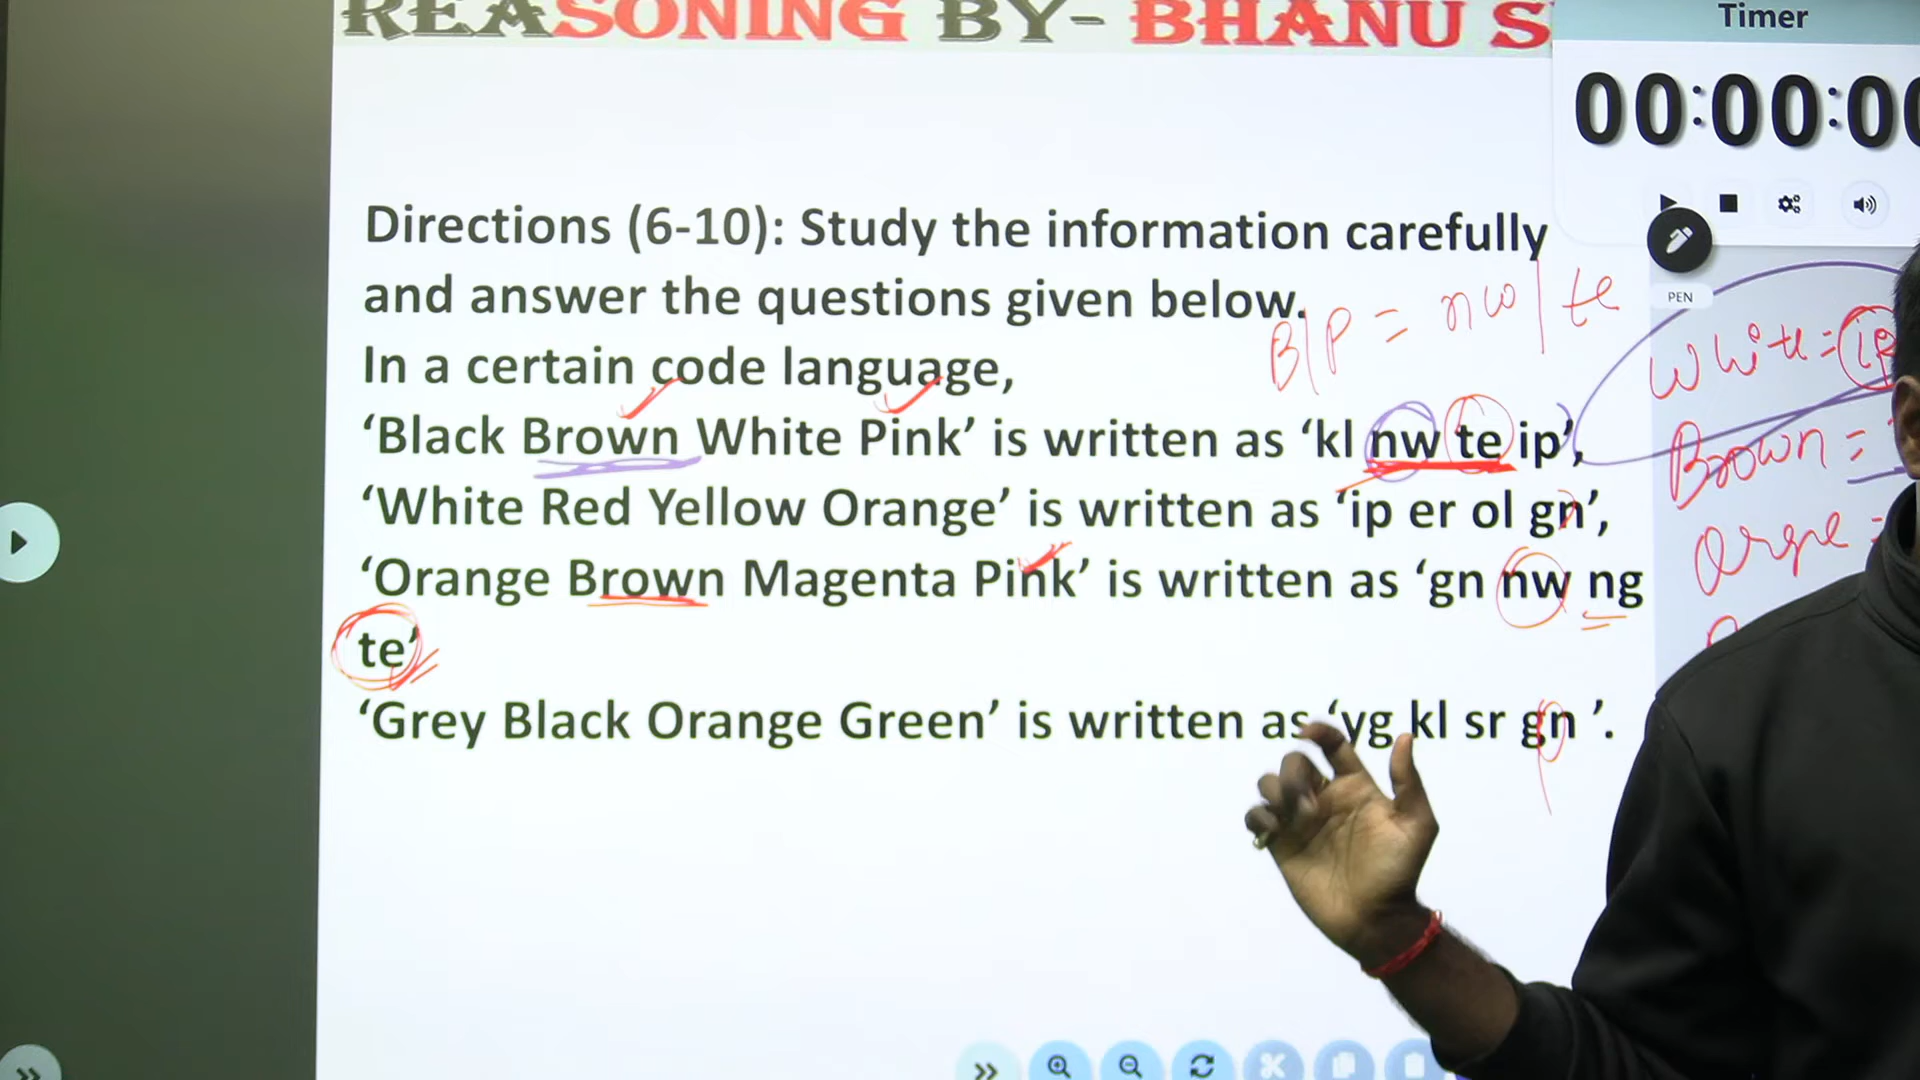 REASONING BY- BHANU S
Timer
00:00:00
PEN
Directions (6-10): Study the information carefully
and answer the questions given below.
B/P = nw/te
White = ip
In a certain code language,
‘Black Brown White Pink’ is written as ‘kl nw te ip’,
Brown =
‘White Red Yellow Orange’ is written as ‘ip er ol gn’,
‘Orange Brown Magenta Pink’ is written as ‘gn nw ng
te’
‘Grey Black Orange Green’ is written as ‘yg kl sr gn ’.